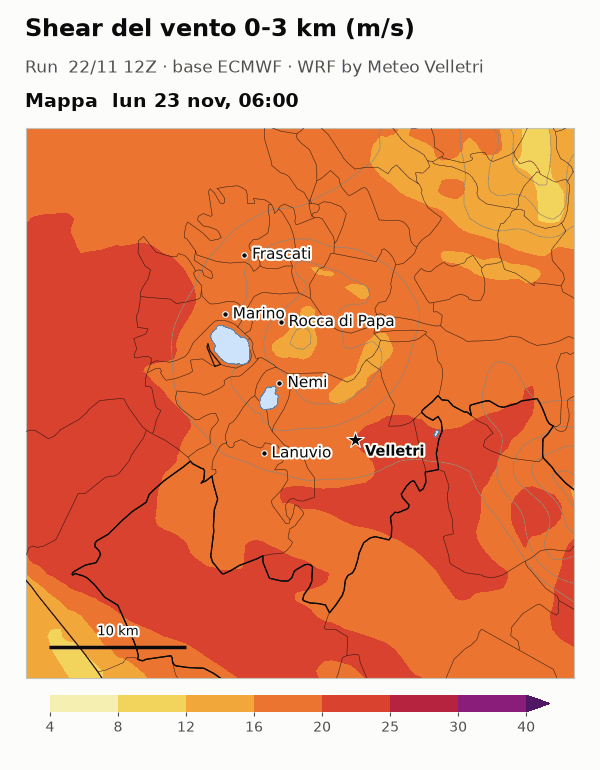 Shear del vento 0-3 km (m/s)
Run  22/11 12Z · base ECMWF · WRF by Meteo Velletri
Mappa  lun 23 nov, 06:00
Frascati
Marino
Rocca di Papa
Nemi
Velletri
Lanuvio
10 km
4 8 12 16 20 25 30 40